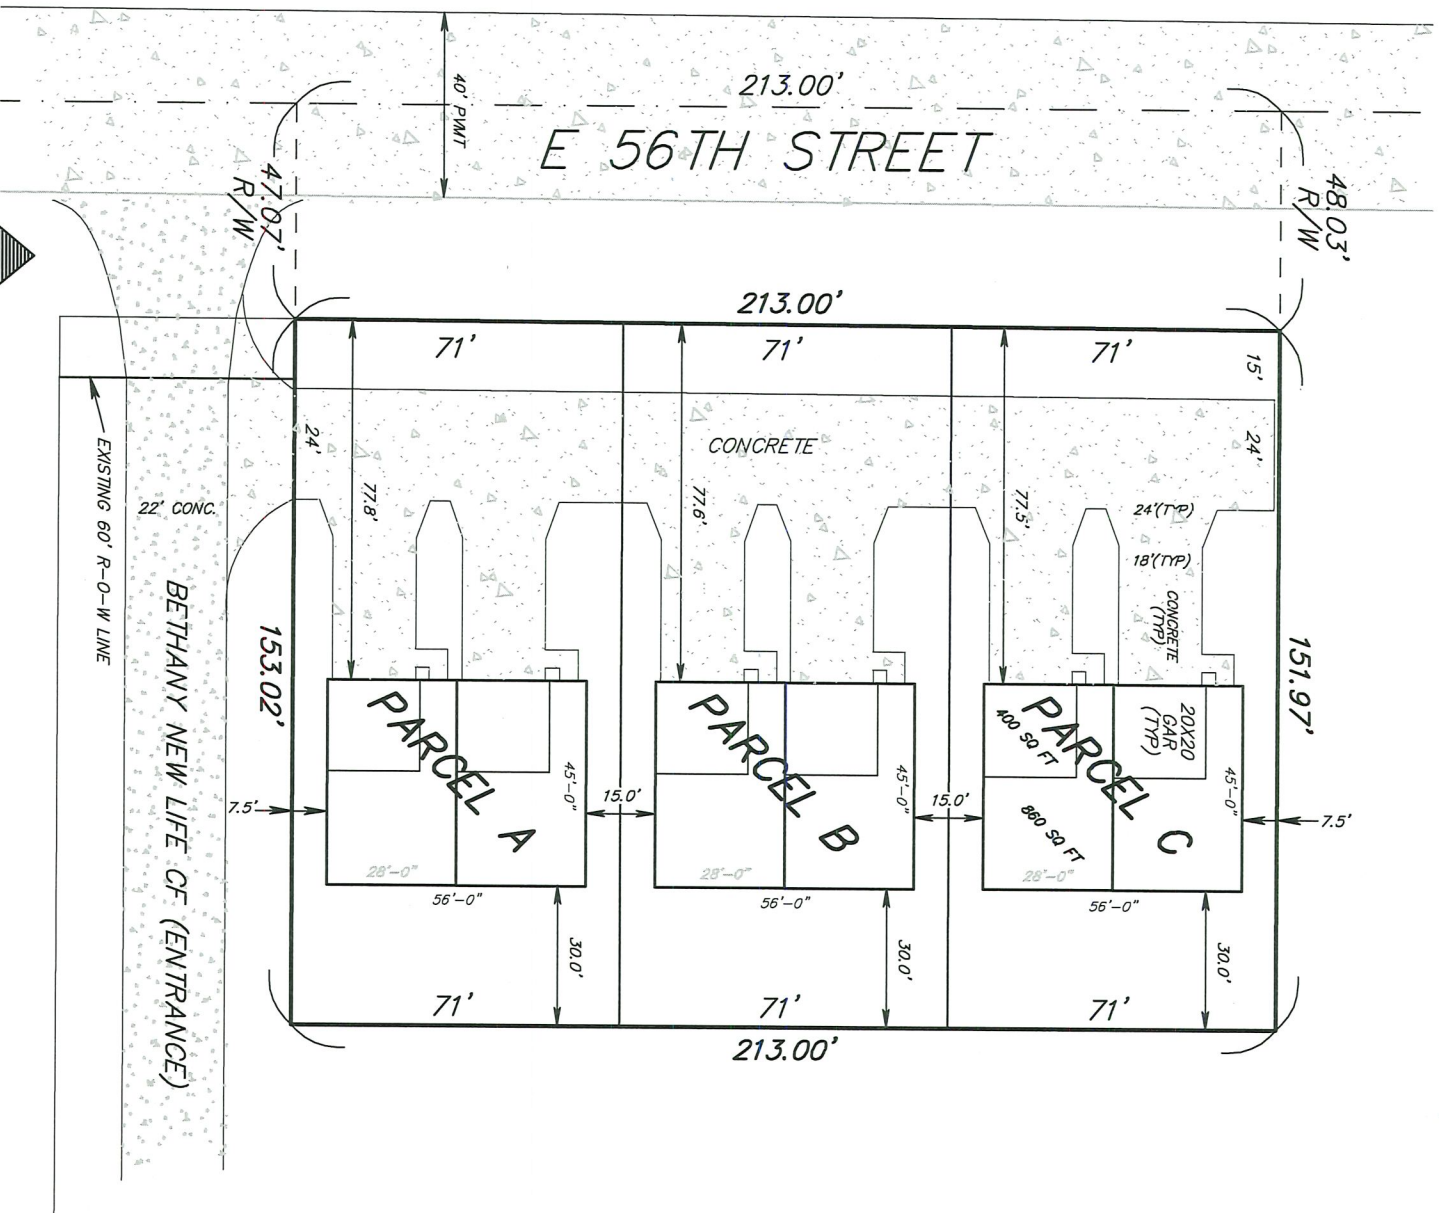 213.00'
40' PVMT
E 56TH STREET
47.07'
R/W
48.03'
R/W
213.00'
71'
71'
71'
15'
24'
24'
CONCRETE
77.8'
77.6'
77.5'
24'(TYP)
18'(TYP)
CONCRETE
(TYP)
22' CONC.
EXISTING 60' R-O-W LINE
BETHANY NEW LIFE CF (ENTRANCE)
153.02'
151.97'
PARCEL A
PARCEL B
PARCEL C
400 SQ FT
20X20
GAR
(TYP)
860 SQ FT
45'-0"
45'-0"
45'-0"
7.5'
15.0'
15.0'
7.5'
28'-0"
28'-0"
28'-0"
56'-0"
56'-0"
56'-0"
30.0'
30.0'
30.0'
71'
71'
71'
213.00'